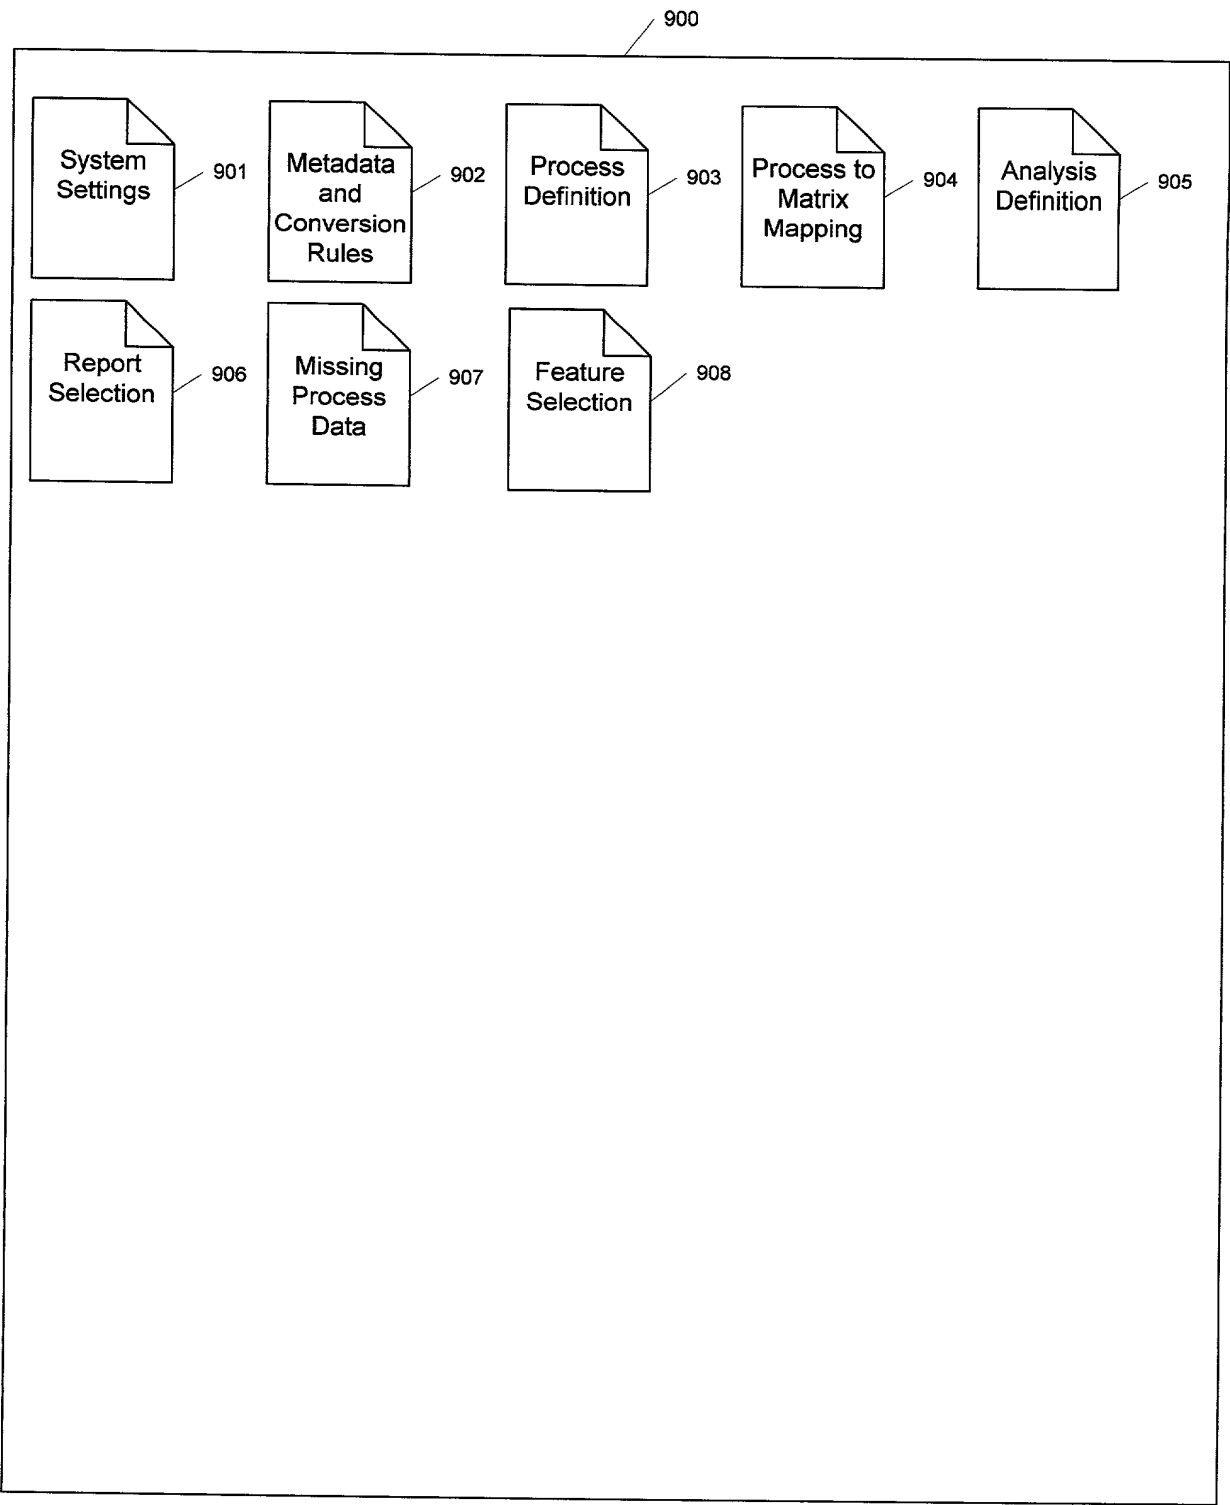 900
System
Settings
901
Metadata
and
Conversion
Rules
902
Process
Definition
903
Process to
Matrix
Mapping
904
Analysis
Definition
905
Report
Selection
906
Missing
Process
Data
907
Feature
Selection
908